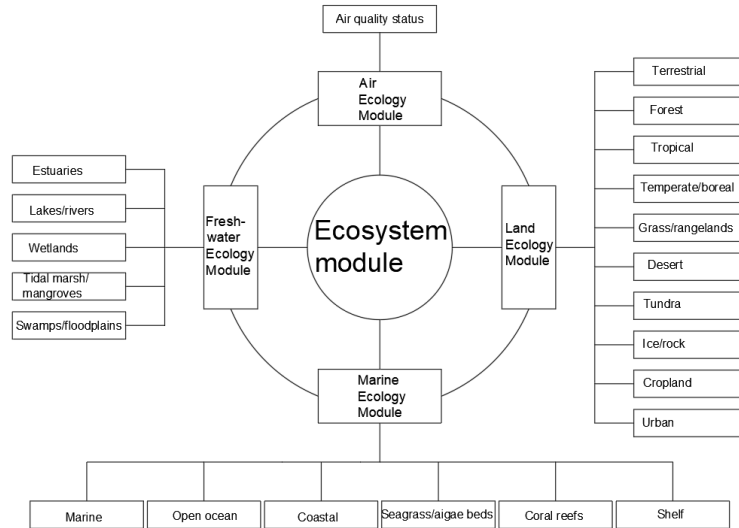 Air quality status
Air
Ecology
Module
Terrestrial
Forest
Tropical
Temperate/boreal
Grass/rangelands
Desert
Tundra
Ice/rock
Cropland
Urban
Estuaries
Lakes/rivers
Wetlands
Tidal marsh/
mangroves
Swamps/floodplains
Fresh-
water
Ecology
Module
Ecosystem
module
Land
Ecology
Module
Marine
Ecology
Module
Marine
Open ocean
Coastal
Seagrass/aigae beds
Coral reefs
Shelf